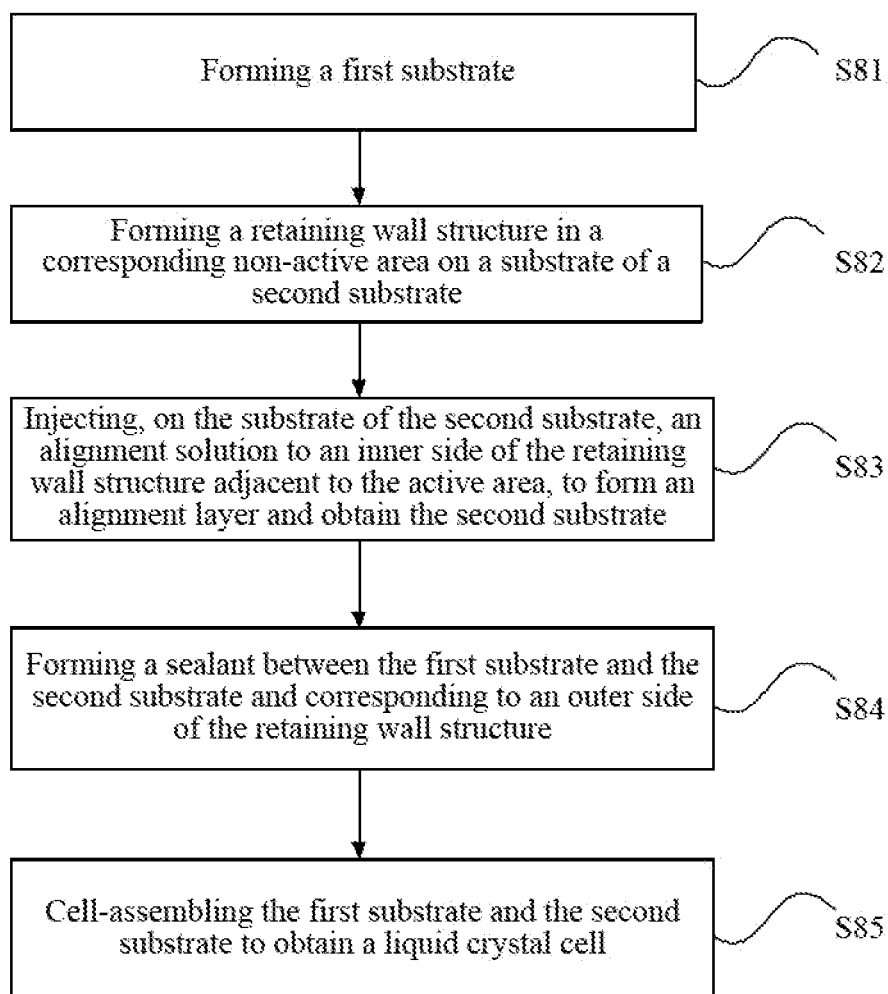 Forming a first substrate
S81
Forming a retaining wall structure in a
corresponding non-active area on a substrate of a
second substrate
S82
Injecting, on the substrate of the second substrate, an
alignment solution to an inner side of the retaining
wall structure adjacent to the active area, to form an
alignment layer and obtain the second substrate
S83
Forming a sealant between the first substrate and the
second substrate and corresponding to an outer side
of the retaining wall structure
S84
Cell-assembling the first substrate and the second
substrate to obtain a liquid crystal cell
S85